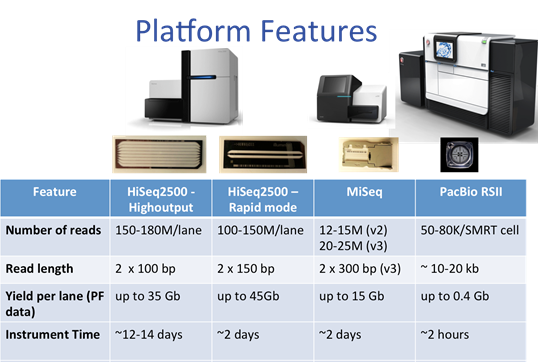 Platform Features
Feature HiSeq2500 - Highoutput HiSeq2500 – Rapid mode MiSeq PacBio RSII
Number of reads 150-180M/lane 100-150M/lane 12-15M (v2) 20-25M (v3) 50-80K/SMRT cell
Read length 2 x 100 bp 2 x 150 bp 2 x 300 bp (v3) ~ 10-20 kb
Yield per lane (PF data) up to 35 Gb up to 45Gb up to 15 Gb up to 0.4 Gb
Instrument Time ~12-14 days ~2 days ~2 days ~2 hours